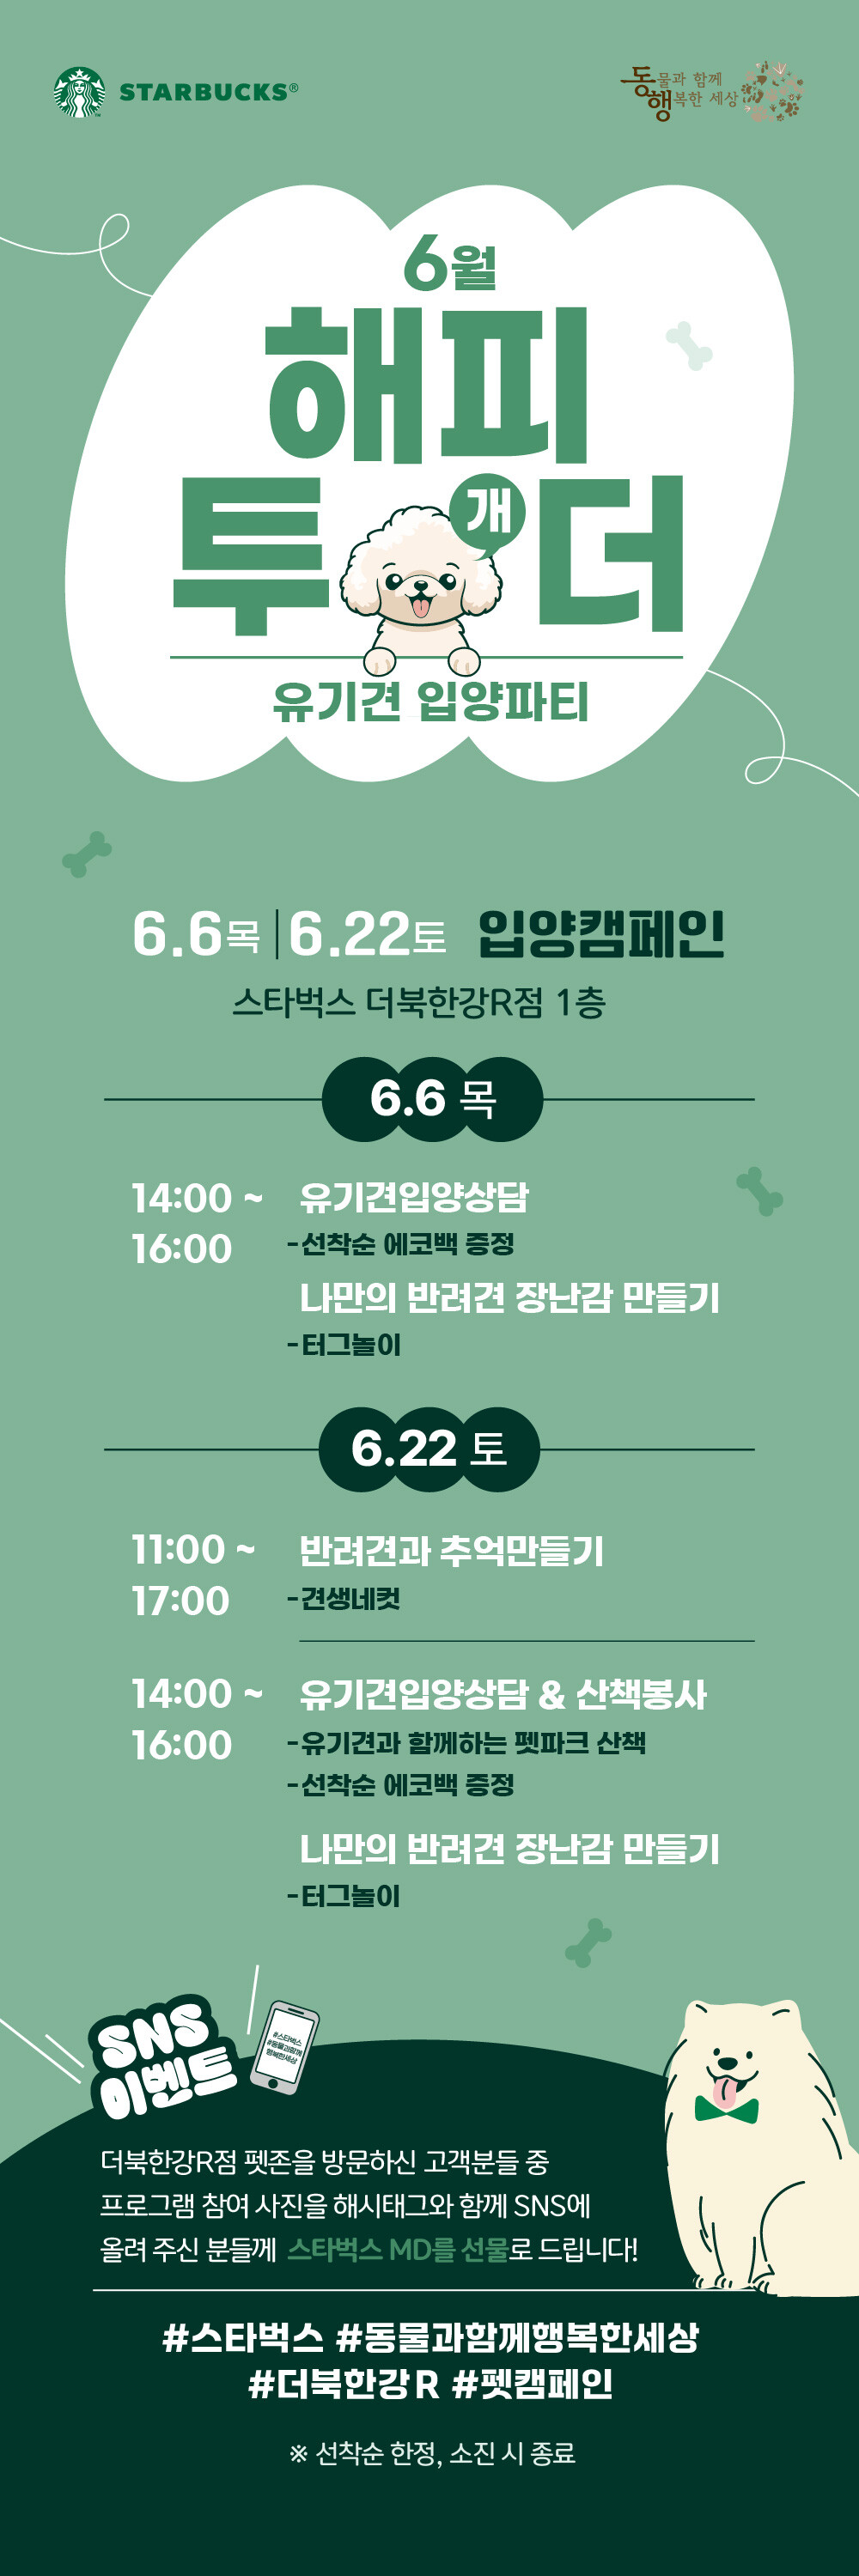 STARBUCKS®
동물과 함께
행복한 세상
6월
해피
투개더
유기견 입양파티
6.6목 | 6.22토 입양캠페인
스타벅스 더북한강R점 1층
6.6 목
14:00 ~ 16:00
유기견입양상담
-선착순 에코백 증정
나만의 반려견 장난감 만들기
-터그놀이
6.22 토
11:00 ~ 17:00
반려견과 추억만들기
-견생네컷
14:00 ~ 16:00
유기견입양상담 & 산책봉사
-유기견과 함께하는 펫파크 산책
-선착순 에코백 증정
나만의 반려견 장난감 만들기
-터그놀이
SNS
이벤트
#스타벅스
#동물과함께
행복한세상
더북한강R점 펫존을 방문하신 고객분들 중
프로그램 참여 사진을 해시태그와 함께 SNS에
올려 주신 분들께 스타벅스 MD를 선물로 드립니다!
#스타벅스 #동물과함께행복한세상
#더북한강R #펫캠페인
※ 선착순 한정, 소진 시 종료